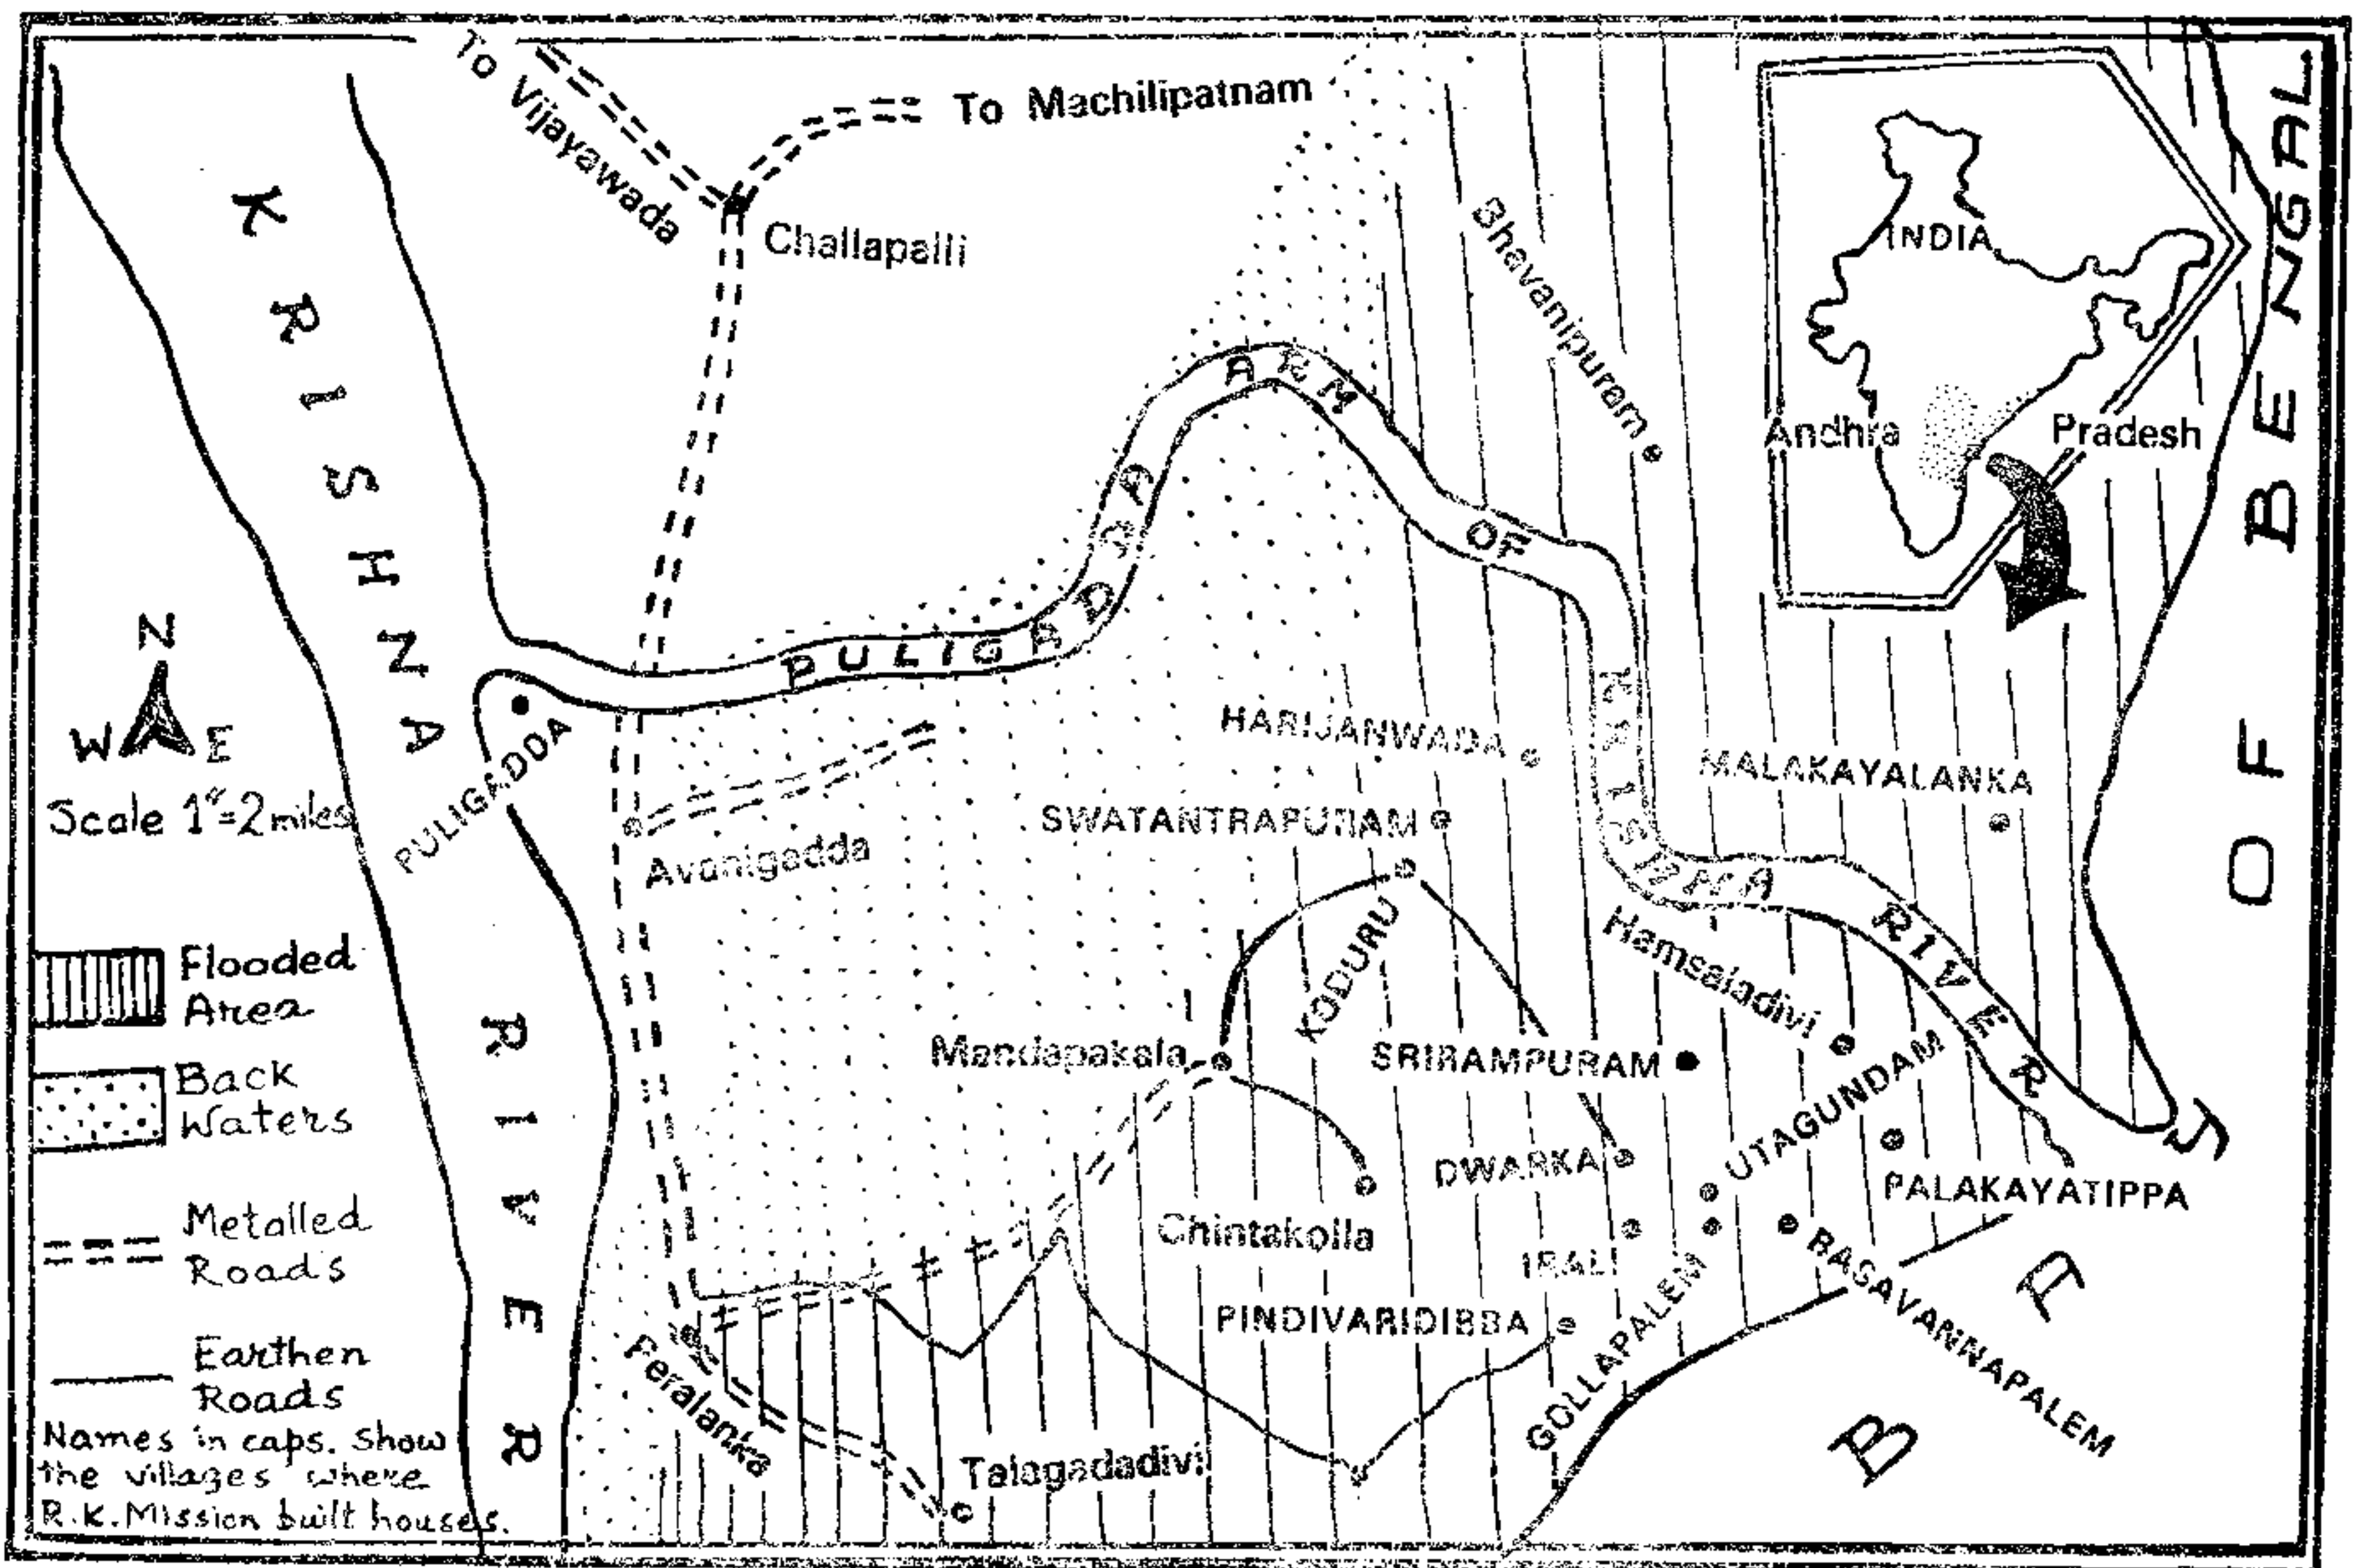 To Vijayawada
To Machilipatnam
Challapalli
Bhavanipuram
INDIA
Andhra Pradesh
BAY OF BENGAL
KRISHNA RIVER
PULIGADDA ARM OF KRISHNA RIVER
N
W E
Scale 1"=2 miles
PULIGADDA
Avanigadda
HARIJANWADA
SWATANTRAPURAM
MALAKAYALANKA
KODURU
Hamsaladivi
Mandapakala
SRIRAMPURAM
UTAGUNDAM
DWARKA
PALAKAYATIPPA
Chintakolla
IRALI
GOLLAPALEM
BASAVANNAPALEM
PINDIVARIDIBBA
Feralanka
Talagadadivi
Flooded
Area
Back
Waters
Metalled
Roads
Earthen
Roads
Names in caps. Show
the villages where
R.K.Mission built houses.